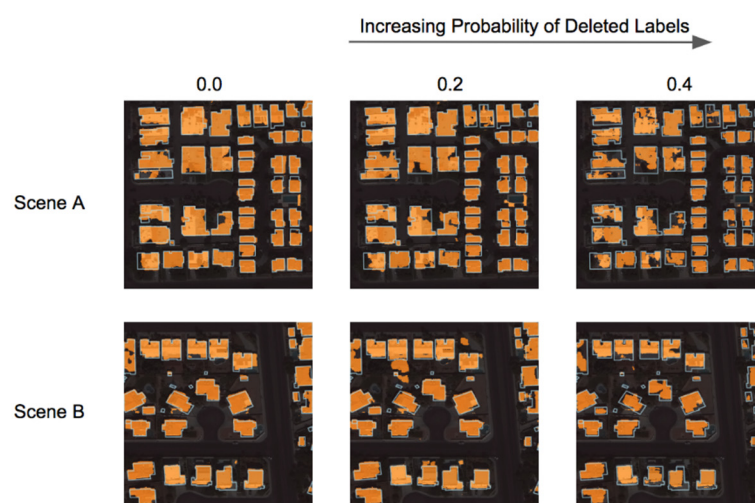 Increasing Probability of Deleted Labels
0.0
0.2
0.4
Scene A
Scene B